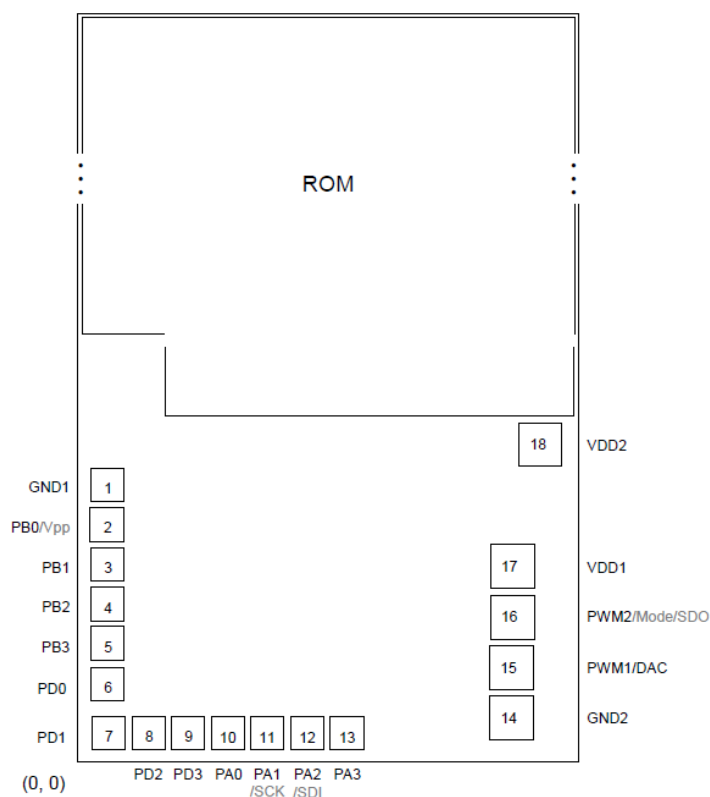 ROM
18 VDD2
GND1 1
PB0/Vpp 2
PB1 3 17 VDD1
PB2 4 16 PWM2/Mode/SDO
PB3 5
15 PWM1/DAC
PD0 6
14 GND2
PD1 7 8 9 10 11 12 13
PD2 PD3 PA0 PA1 PA2 PA3
(0, 0) /SCK /SDI